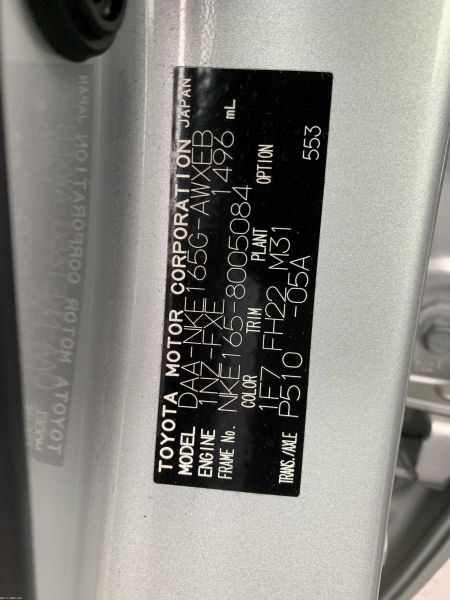 TOYOTA MOTOR CORPORATION JAPAN
MODEL DAA-NKE165G-AWXEB
ENGINE 1NZ-FXE 1496 mL
FRAME No. NKE165-8005084
COLOR TRIM PLANT OPTION
1F7 FH22 M31
TRANS./AXLE P510 -05A 553